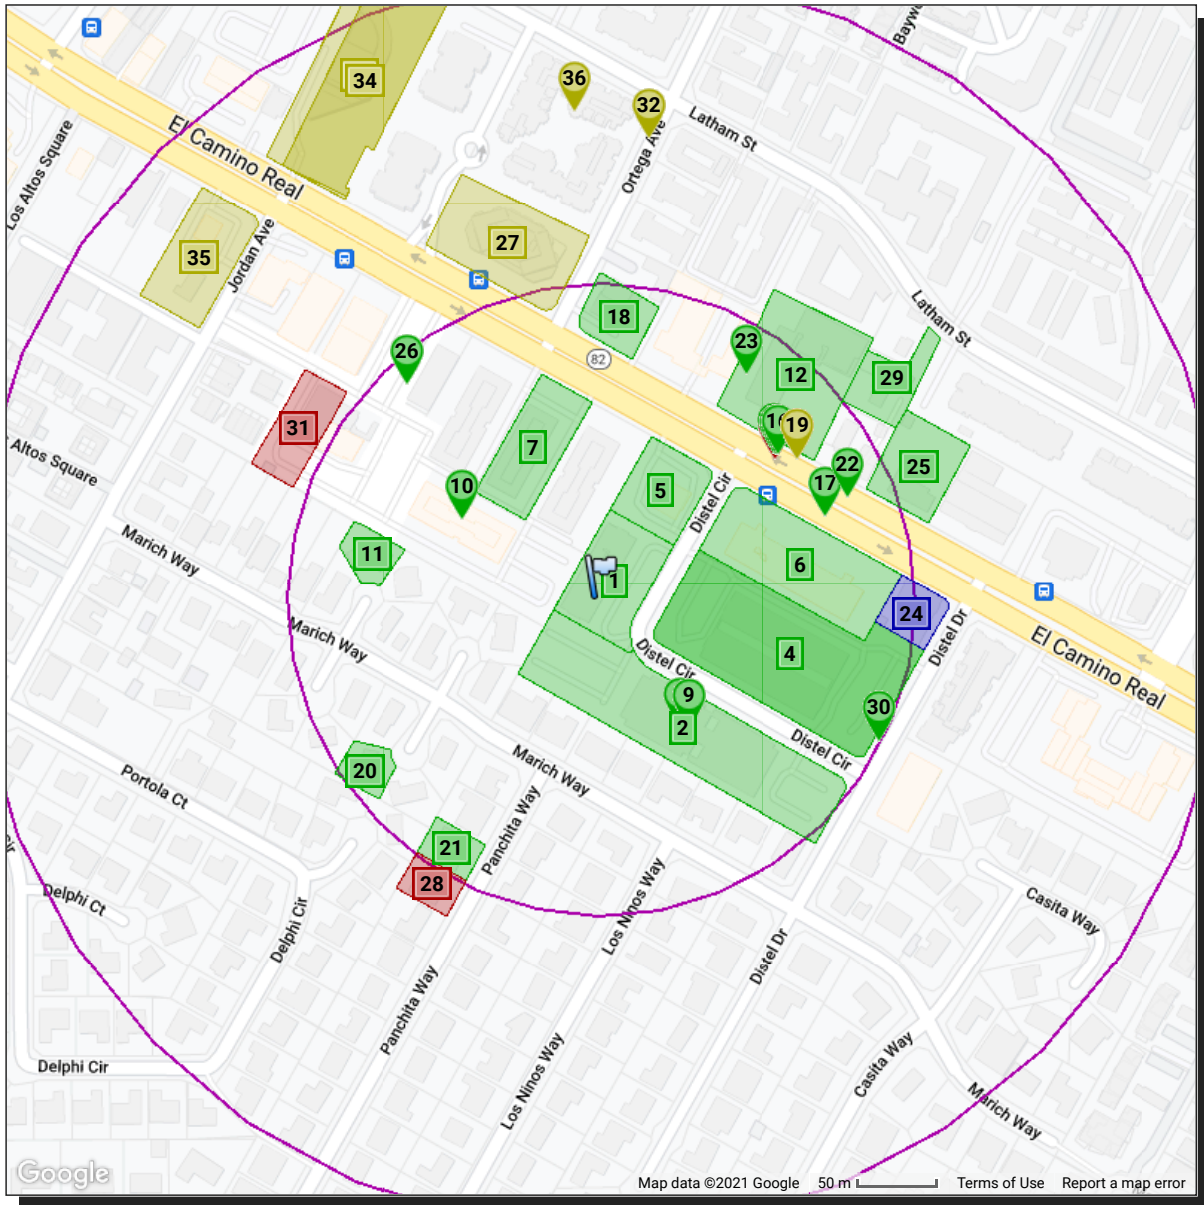 Bayw
34
36
32
Latham St
El Camino Real
Ortega Ave
Los Altos Square
35
Jordan Ave
27
18
82
26
23
12
Latham St
29
31
7
16
19
Altos Square
10
5
22
17
25
Distel Cir
Marich Way
11
1
6
24
Marich Way
Distel Dr
El Camino Real
4
Distel Cir
9
30
2
Distel Cir
20
Marich Way
Portola Ct
Panchita Way
21
28
Cir
Delphi Ct
Delphi Cir
Los Ninos Way
Casita Way
Distel Dr
Panchita Way
Delphi Cir
Los Ninos Way
Casita Way
Marich Way
Google
Map data ©2021 Google 50 m Terms of Use Report a map error